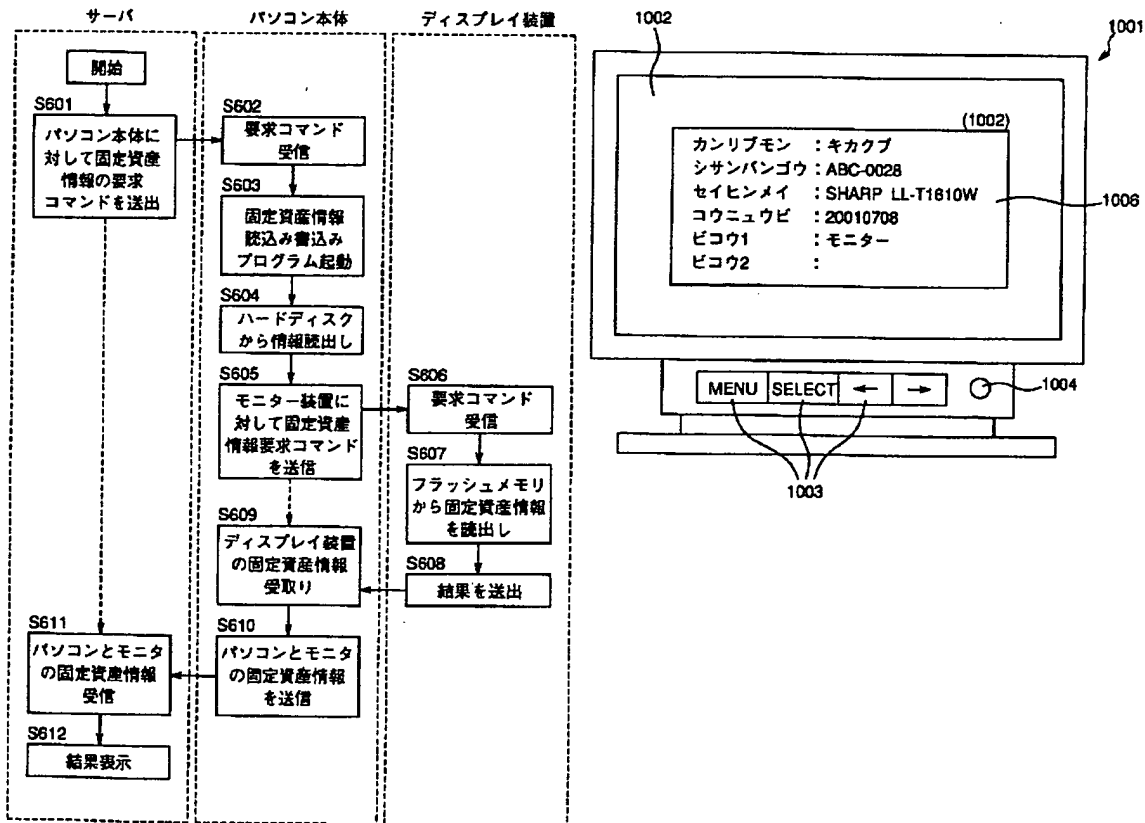 サーバ
パソコン本体
ディスプレイ装置
開始
S601
パソコン本体に
対して固定資産
情報の要求
コマンドを送出
S602
要求コマンド
受信
S603
固定資産情報
読込み書込み
プログラム起動
S604
ハードディスク
から情報読出し
S605
モニター装置に
対して固定資産
情報要求コマンド
を送信
S606
要求コマンド
受信
S607
フラッシュメモリ
から固定資産情報
を読出し
S608
結果を送出
S609
ディスプレイ装置
の固定資産情報
受取り
S610
パソコンとモニタ
の固定資産情報
を送信
S611
パソコンとモニタ
の固定資産情報
受信
S612
結果表示
1002
1001
(1002)
カンリブモン :キカクブ
シサンバンゴウ:ABC-0028
セイヒンメイ :SHARP LL-T1610W
コウニュウビ :20010708
ビコウ1 :モニター
ビコウ2 :
1006
MENU SELECT ← →
1004
1003